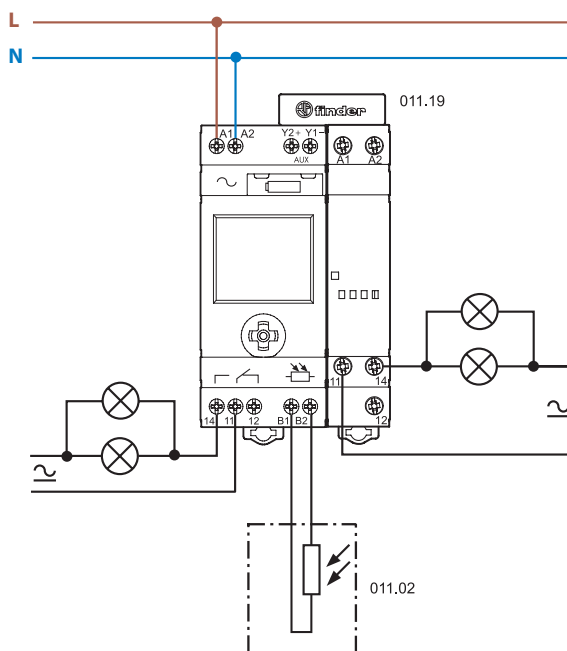 L
N
finder
011.19
A1 A2 Y2+ Y1-
AUX
A1 A2
11 14
12
14 11 12 B1 B2
011.02